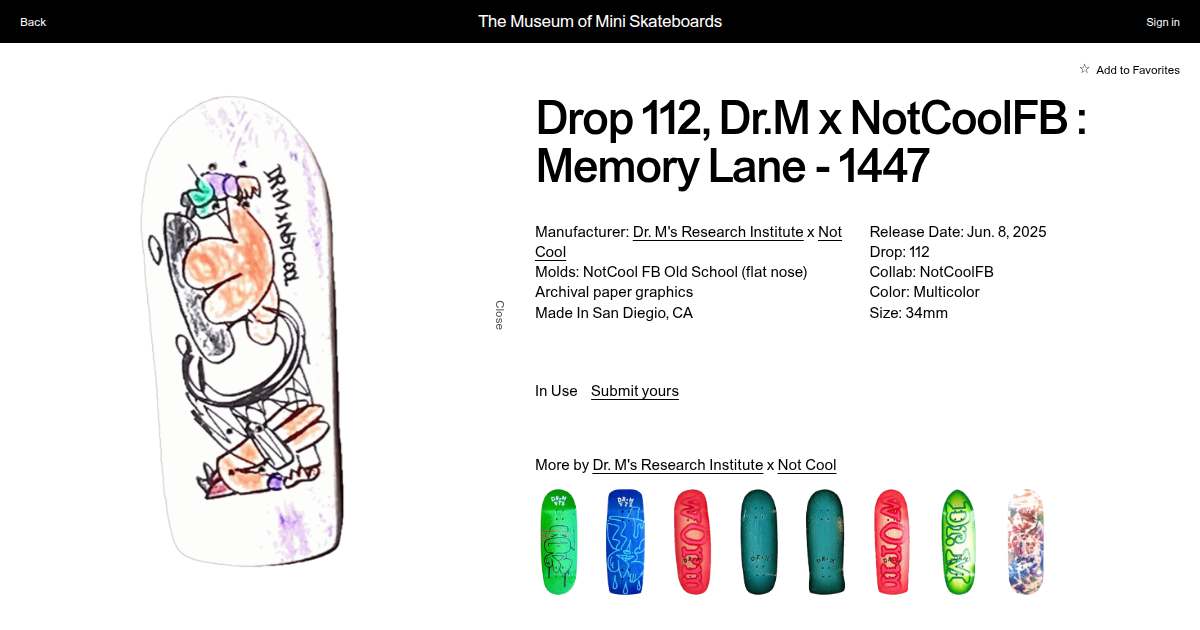 Back
The Museum of Mini Skateboards
Sign in
☆ Add to Favorites
Drop 112, Dr.M x NotCoolFB :
Memory Lane - 1447
Manufacturer: Dr. M's Research Institute x Not
Cool
Molds: NotCool FB Old School (flat nose)
Archival paper graphics
Made In San Diegio, CA
Release Date: Jun. 8, 2025
Drop: 112
Collab: NotCoolFB
Color: Multicolor
Size: 34mm
Close
DR.M x NOTCOOL
In Use Submit yours
More by Dr. M's Research Institute x Not Cool